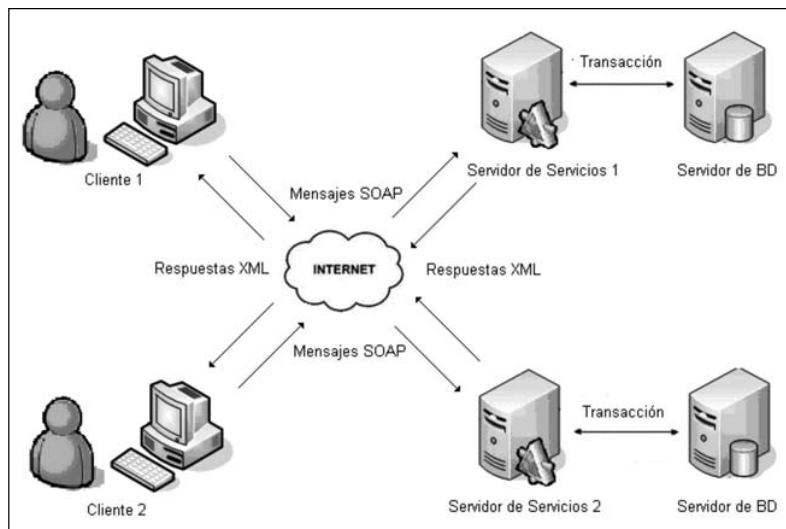 Transacción
Servidor de Servicios 1
Servidor de BD
Cliente 1
Mensajes SOAP
Respuestas XML
INTERNET
Respuestas XML
Mensajes SOAP
Transacción
Cliente 2
Servidor de Servicios 2
Servidor de BD